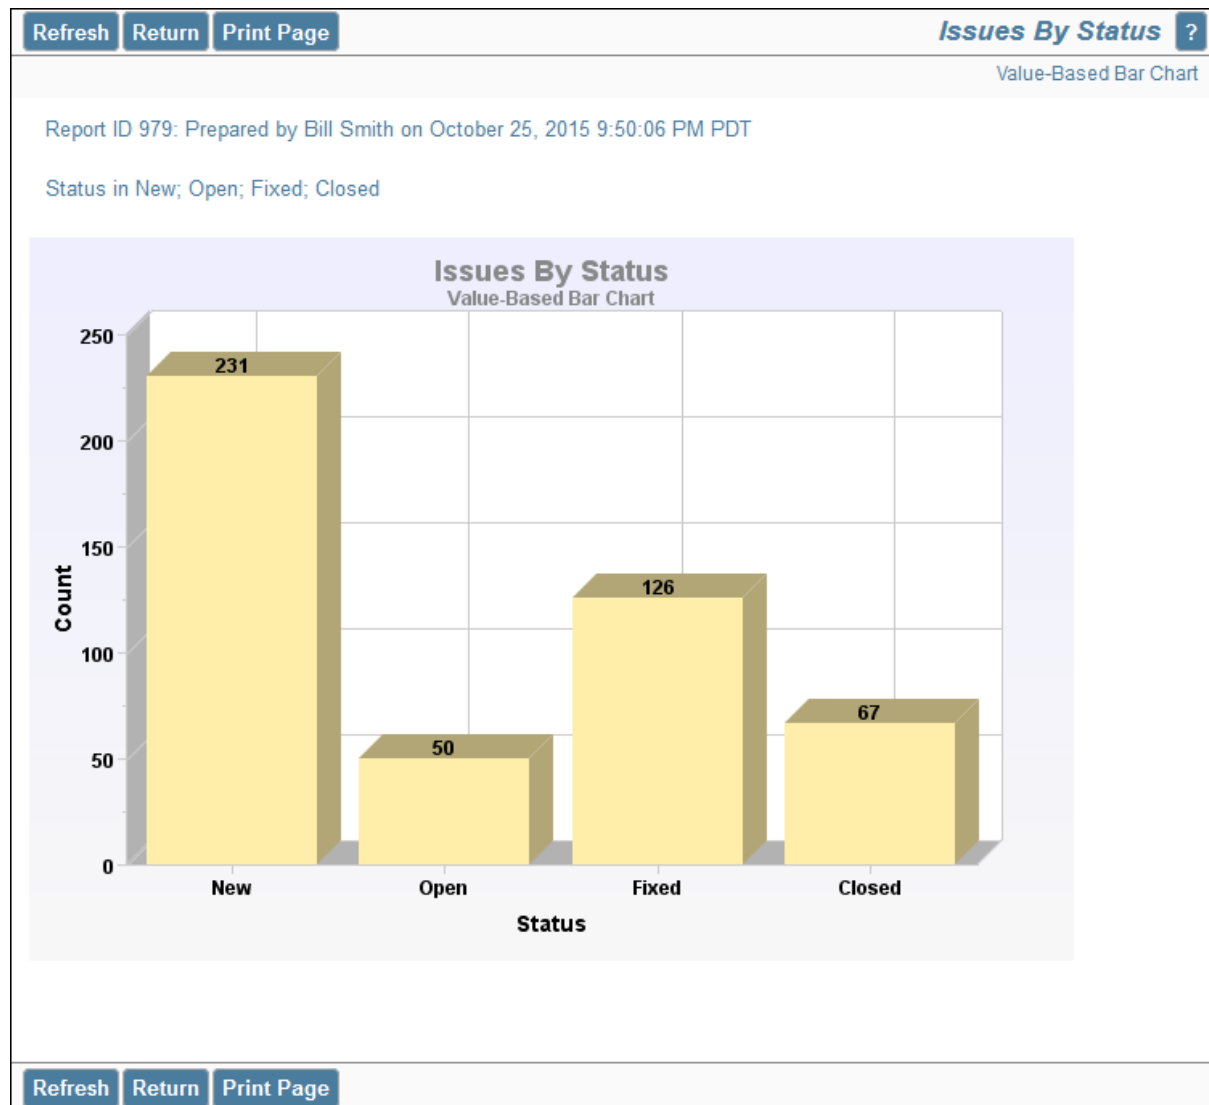 Refresh Return Print Page Issues By Status ?
Value-Based Bar Chart
Report ID 979: Prepared by Bill Smith on October 25, 2015 9:50:06 PM PDT
Status in New; Open; Fixed; Closed
Issues By Status
Value-Based Bar Chart
250
231
200
150
126
Count
100
67
50
50
0
New Open Fixed Closed
Status
Refresh Return Print Page